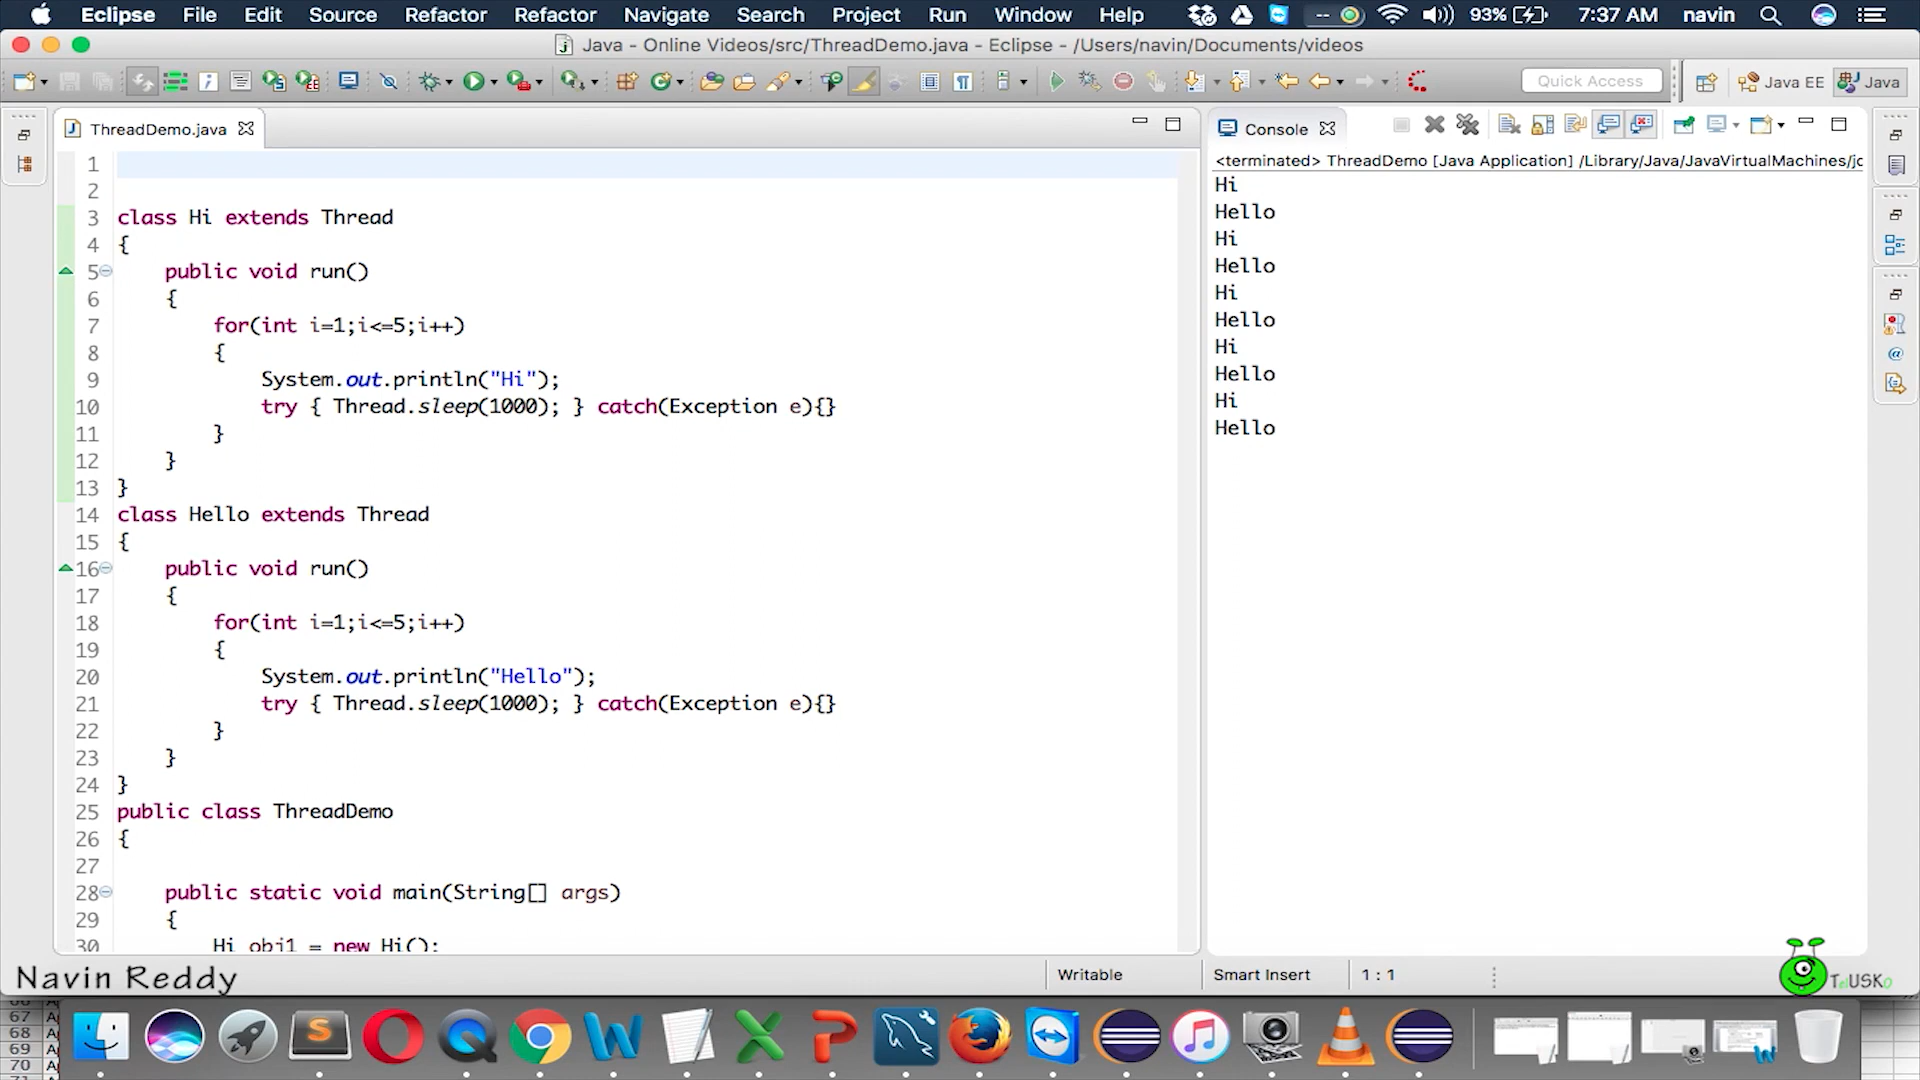 Eclipse File Edit Source Refactor Refactor Navigate Search Project Run Window Help 93% 7:37 AM navin
Java - Online Videos/src/ThreadDemo.java - Eclipse - /Users/navin/Documents/videos
Quick Access Java EE Java
ThreadDemo.java
1
2
3 class Hi extends Thread
4 {
5 public void run()
6 {
7 for(int i=1;i<=5;i++)
8 {
9 System.out.println("Hi");
10 try { Thread.sleep(1000); } catch(Exception e){}
11 }
12 }
13 }
14 class Hello extends Thread
15 {
16 public void run()
17 {
18 for(int i=1;i<=5;i++)
19 {
20 System.out.println("Hello");
21 try { Thread.sleep(1000); } catch(Exception e){}
22 }
23 }
24 }
25 public class ThreadDemo
26 {
27
28 public static void main(String[] args)
29 {
30 Hi obj1 = new Hi();
Console
<terminated> ThreadDemo [Java Application] /Library/Java/JavaVirtualMachines/jc
Hi
Hello
Hi
Hello
Hi
Hello
Hi
Hello
Hi
Hello
Writable Smart Insert 1 : 1
Navin Reddy
TelUSKO
67
68
69
70